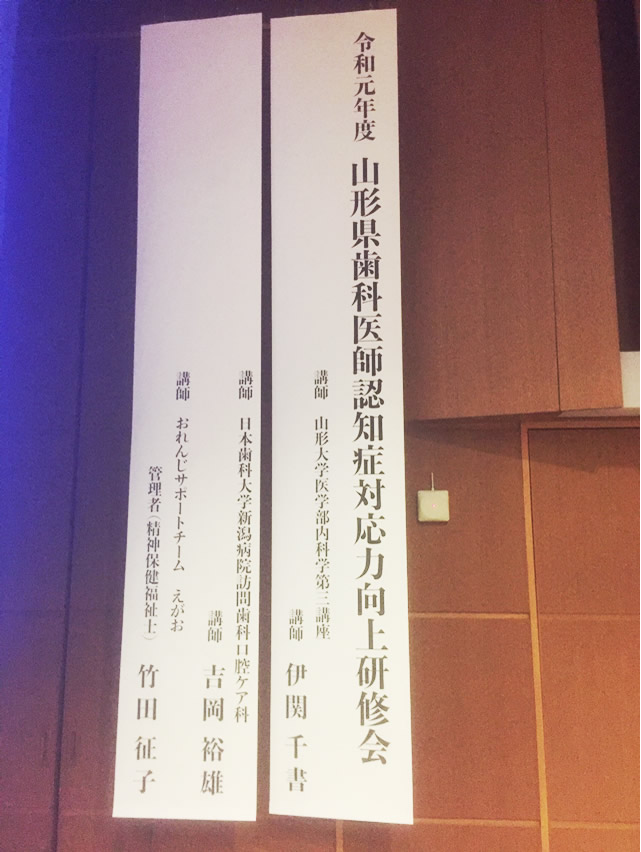 令和元年度 山形県歯科医師認知症対応力向上研修会
講師 山形大学医学部内科学第三講座
講師 伊関千書
講師 日本歯科大学新潟病院訪問歯科口腔ケア科
講師 吉岡裕雄
講師 おれんじサポートチーム えがお
管理者(精神保健福祉士) 竹田征子